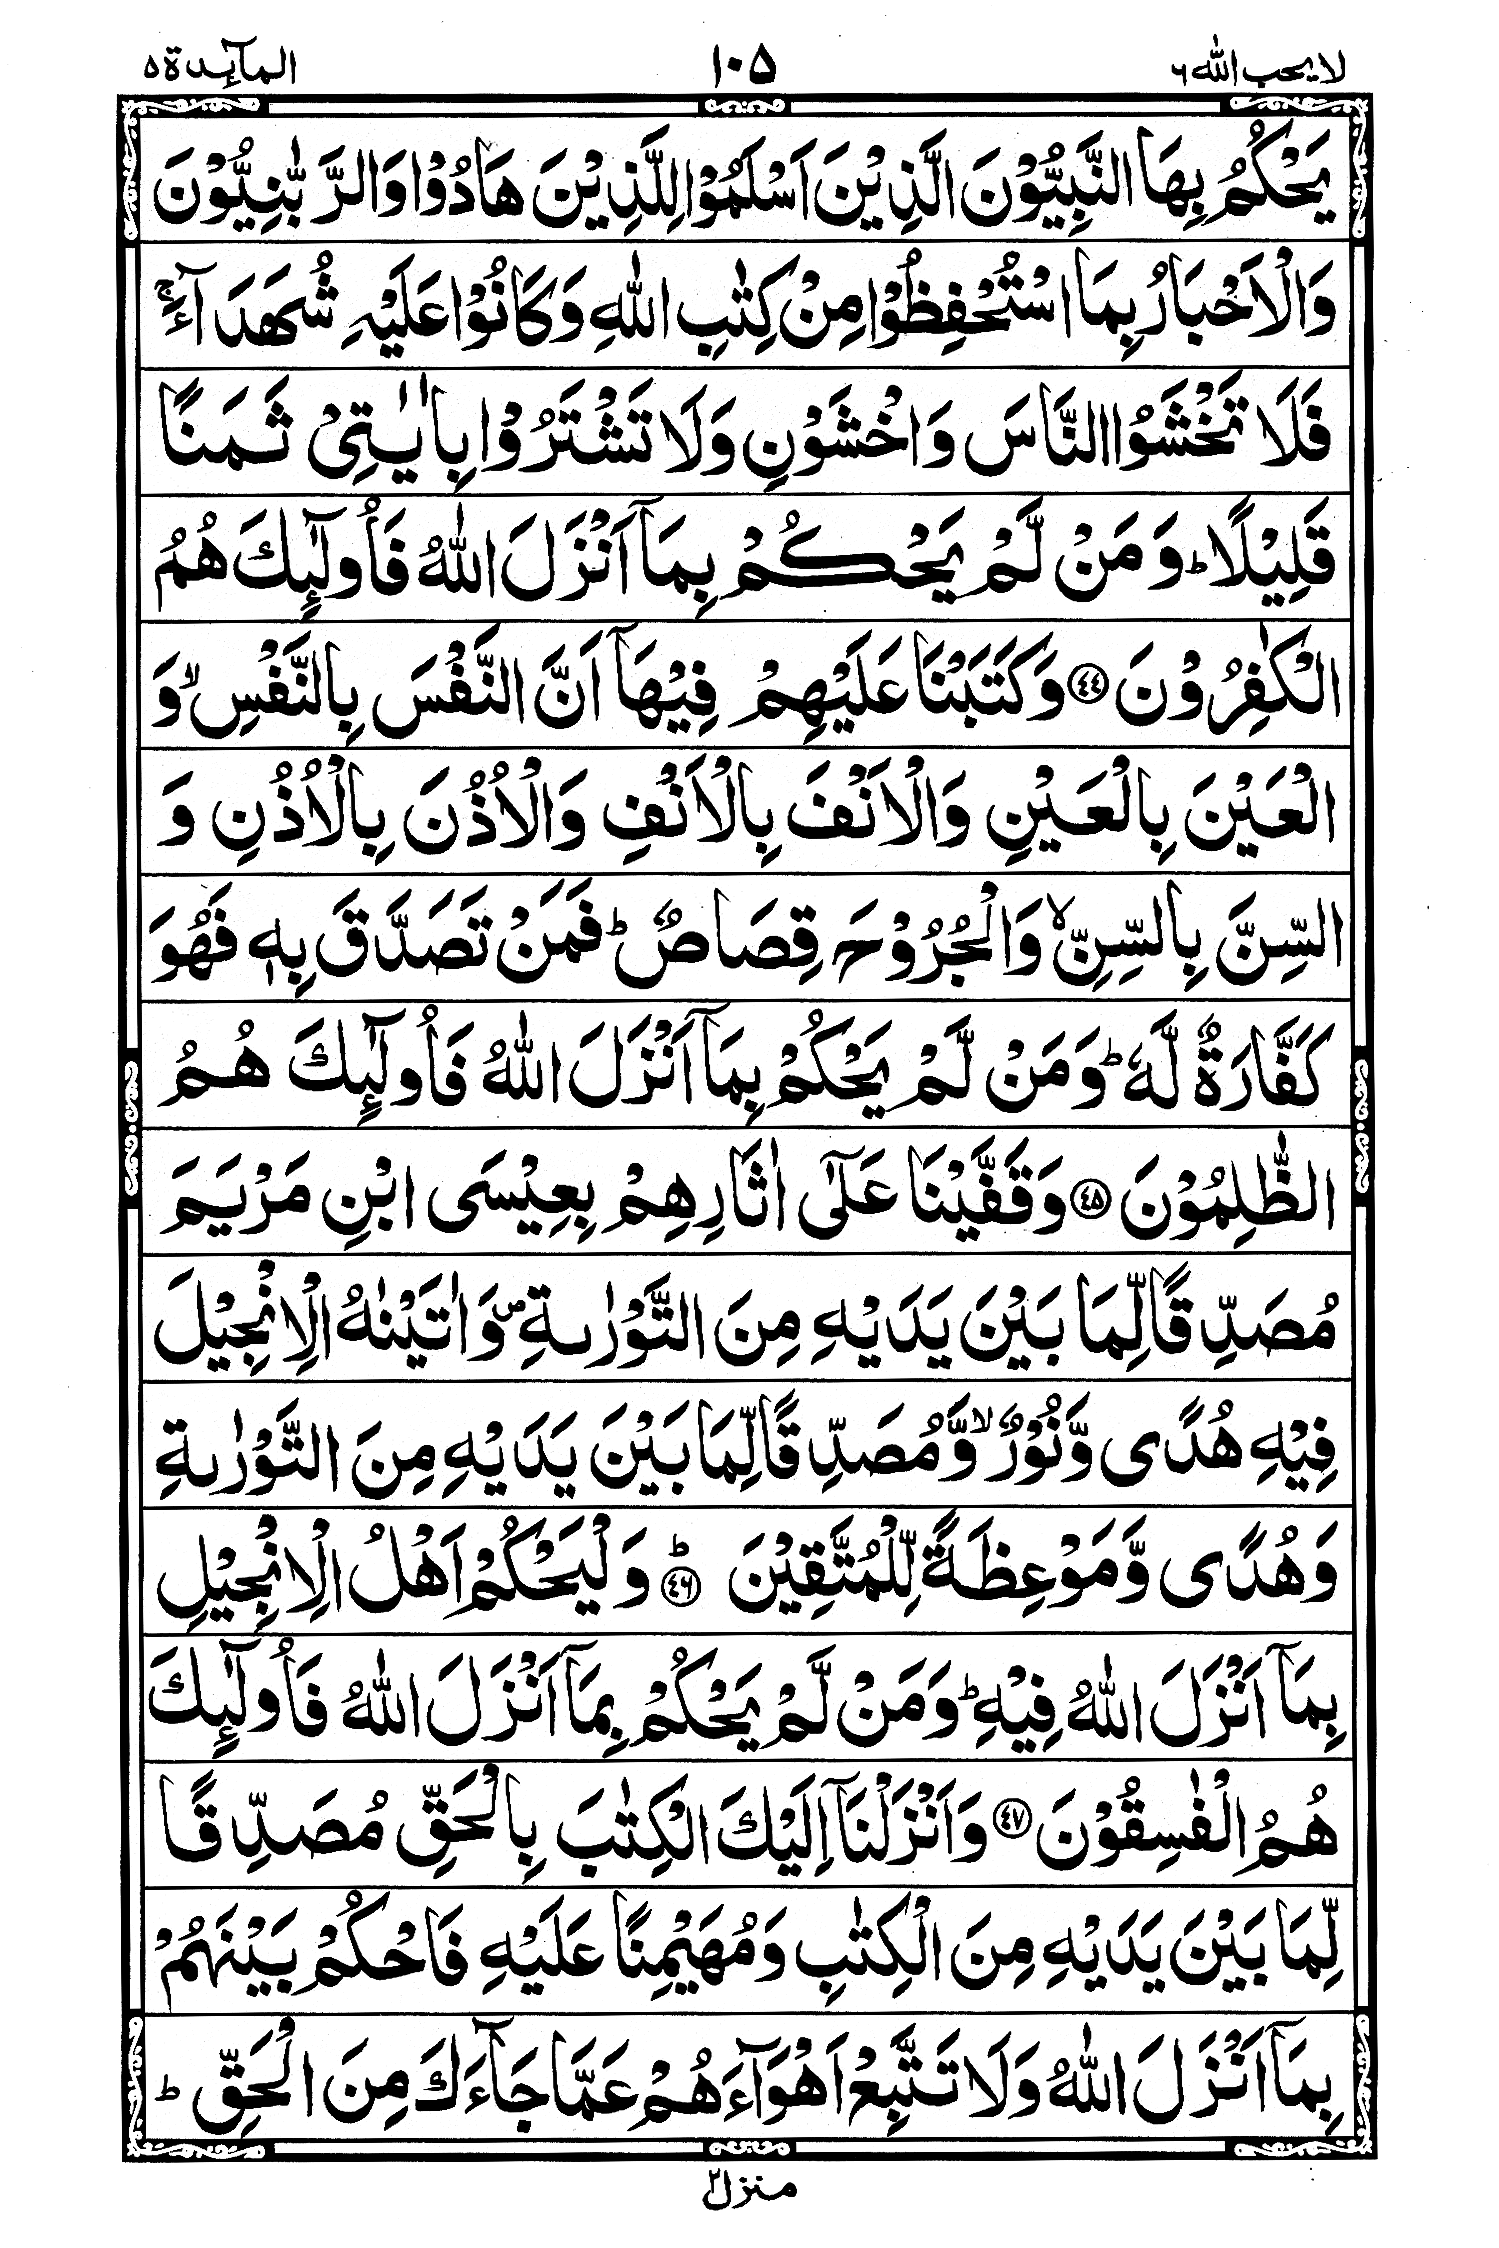 لا یحب الله ٦ ١٠٥ المآئدة ٥
يَحْكُمُ بِهَا النَّبِيُّوْنَ الَّذِيْنَ اَسْلَمُوْا لِلَّذِيْنَ هَادُوْا وَالرَّبّٰنِيُّوْنَ
وَالْاَحْبَارُ بِمَا اسْتُحْفِظُوْا مِنْ كِتٰبِ اللّٰهِ وَكَانُوْا عَلَيْهِ شُهَدَآءَ ۚ
فَلَا تَخْشَوُا النَّاسَ وَاخْشَوْنِ وَلَا تَشْتَرُوْا بِاٰيٰتِيْ ثَمَنًا
قَلِيْلًا ؕ وَمَنْ لَّمْ يَحْكُمْ بِمَآ اَنْزَلَ اللّٰهُ فَاُولٰٓئِكَ هُمُ
الْكٰفِرُوْنَ ﴿٤٤﴾ وَكَتَبْنَا عَلَيْهِمْ فِيْهَآ اَنَّ النَّفْسَ بِالنَّفْسِ ۙ وَ
الْعَيْنَ بِالْعَيْنِ وَالْاَنْفَ بِالْاَنْفِ وَالْاُذُنَ بِالْاُذُنِ وَ
السِّنَّ بِالسِّنِّ ۙ وَالْجُرُوْحَ قِصَاصٌ ؕ فَمَنْ تَصَدَّقَ بِهٖ فَهُوَ
كَفَّارَةٌ لَّهٗ ؕ وَمَنْ لَّمْ يَحْكُمْ بِمَآ اَنْزَلَ اللّٰهُ فَاُولٰٓئِكَ هُمُ
الظّٰلِمُوْنَ ﴿٤٥﴾ وَقَفَّيْنَا عَلٰٓى اٰثَارِهِمْ بِعِيْسَى ابْنِ مَرْيَمَ
مُصَدِّقًا لِّمَا بَيْنَ يَدَيْهِ مِنَ التَّوْرٰىةِ ۪ وَاٰتَيْنٰهُ الْاِنْجِيْلَ
فِيْهِ هُدًى وَّنُوْرٌ ۙ وَّمُصَدِّقًا لِّمَا بَيْنَ يَدَيْهِ مِنَ التَّوْرٰىةِ
وَهُدًى وَّمَوْعِظَةً لِّلْمُتَّقِيْنَ ﴿٤٦﴾ؕ وَلْيَحْكُمْ اَهْلُ الْاِنْجِيْلِ
بِمَآ اَنْزَلَ اللّٰهُ فِيْهِ ؕ وَمَنْ لَّمْ يَحْكُمْ بِمَآ اَنْزَلَ اللّٰهُ فَاُولٰٓئِكَ
هُمُ الْفٰسِقُوْنَ ﴿٤٧﴾ وَاَنْزَلْنَآ اِلَيْكَ الْكِتٰبَ بِالْحَقِّ مُصَدِّقًا
لِّمَا بَيْنَ يَدَيْهِ مِنَ الْكِتٰبِ وَمُهَيْمِنًا عَلَيْهِ فَاحْكُمْ بَيْنَهُمْ
بِمَآ اَنْزَلَ اللّٰهُ وَلَا تَتَّبِعْ اَهْوَآءَهُمْ عَمَّا جَآءَكَ مِنَ الْحَقِّ ؕ
منزل ٢